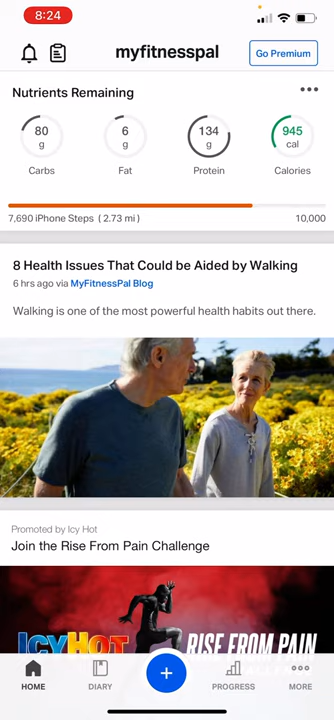 8:24
myfitnesspal
Go Premium
Nutrients Remaining
80 6 134 945
g g g cal
Carbs Fat Protein Calories
7,690 iPhone Steps ( 2.73 mi ) 10,000
8 Health Issues That Could be Aided by Walking
6 hrs ago via MyFitnessPal Blog
Walking is one of the most powerful health habits out there.
Promoted by Icy Hot
Join the Rise From Pain Challenge
ICY HOT RISE FROM PAIN
HOME DIARY PROGRESS MORE